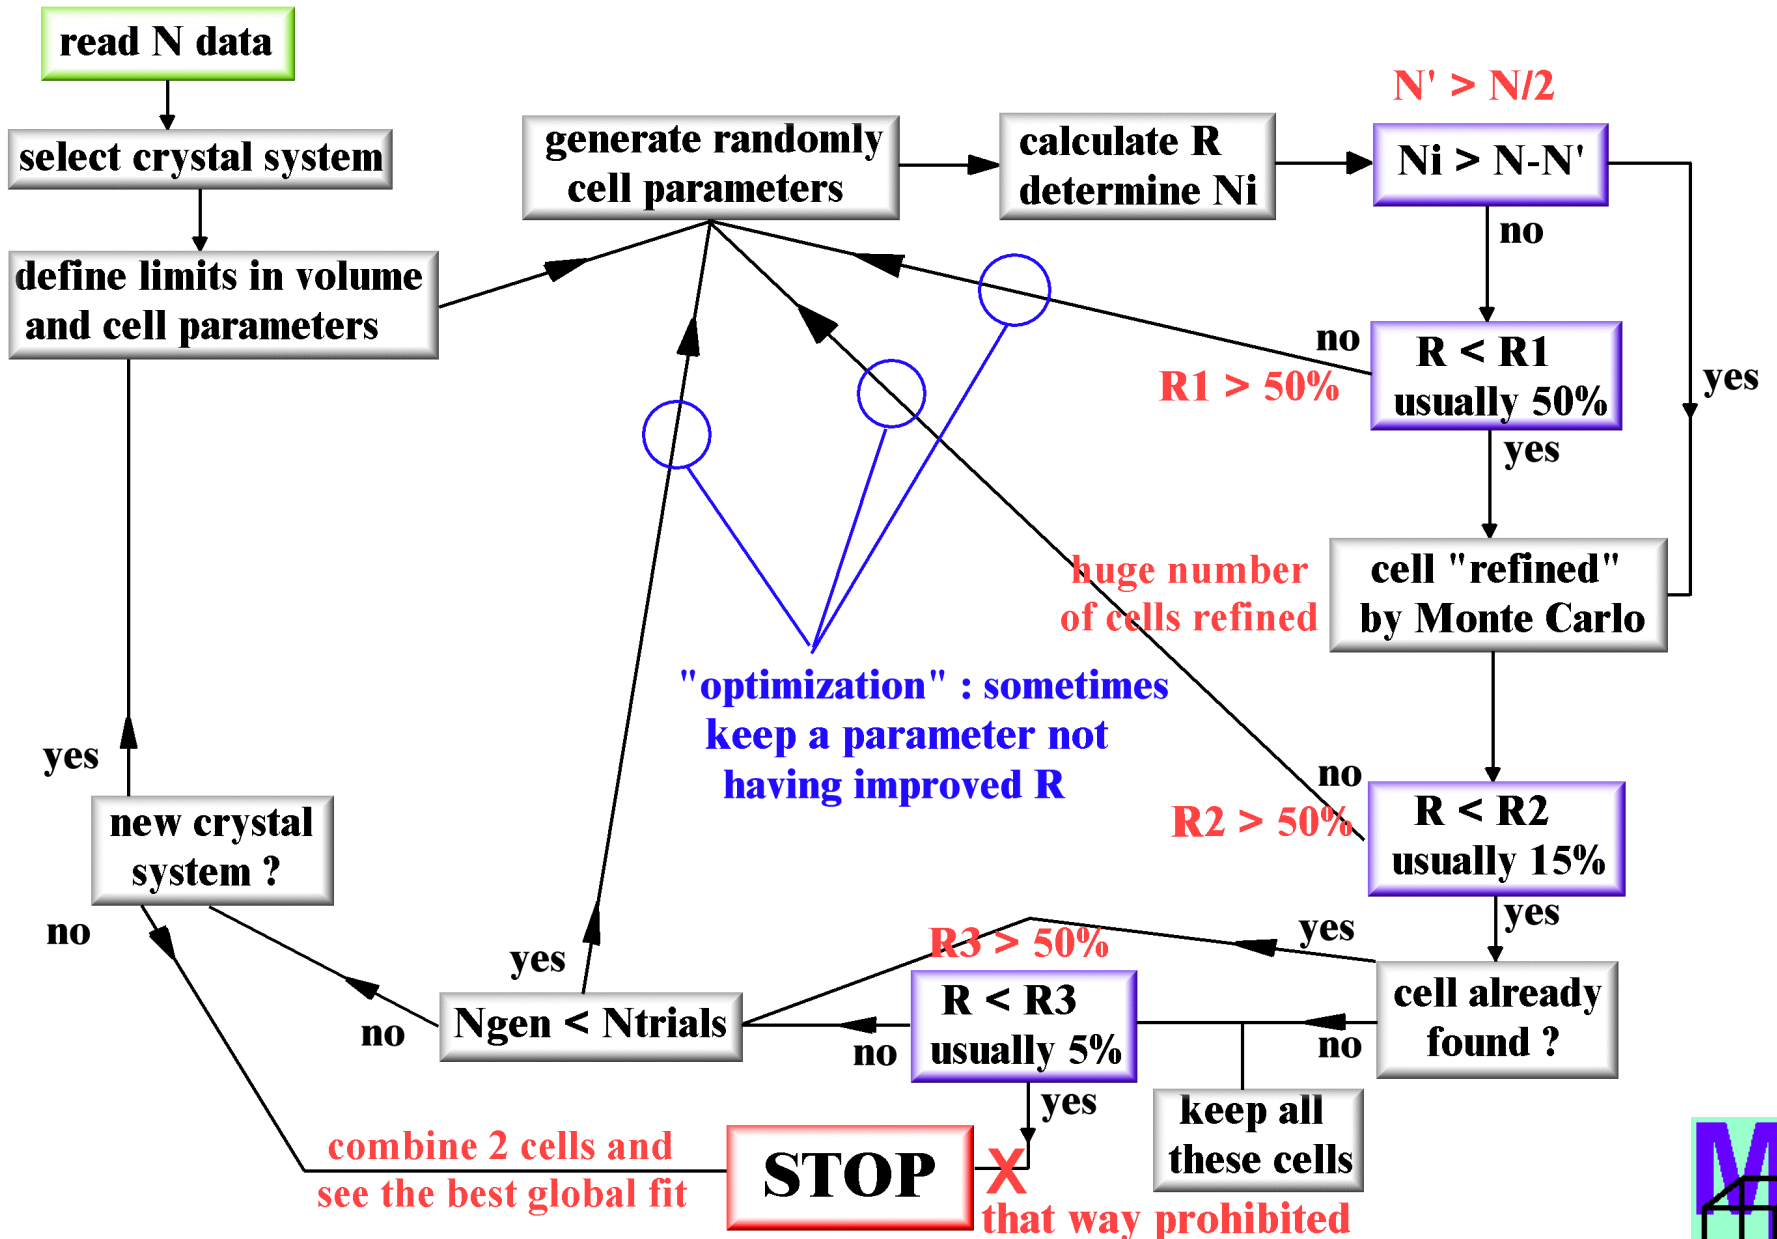 read N data
select crystal system
define limits in volume
and cell parameters
generate randomly
cell parameters
calculate R
determine Ni
N' > N/2
Ni > N-N'
no
yes
R < R1
usually 50%
no
R1 > 50%
yes
cell "refined"
by Monte Carlo
huge number
of cells refined
"optimization" : sometimes
keep a parameter not
having improved R
no
R2 > 50%
R < R2
usually 15%
yes
cell already
found ?
yes
no
keep all
these cells
R3 > 50%
R < R3
usually 5%
no
yes
Ngen < Ntrials
yes
no
new crystal
system ?
yes
no
combine 2 cells and
see the best global fit
STOP
X
that way prohibited
M